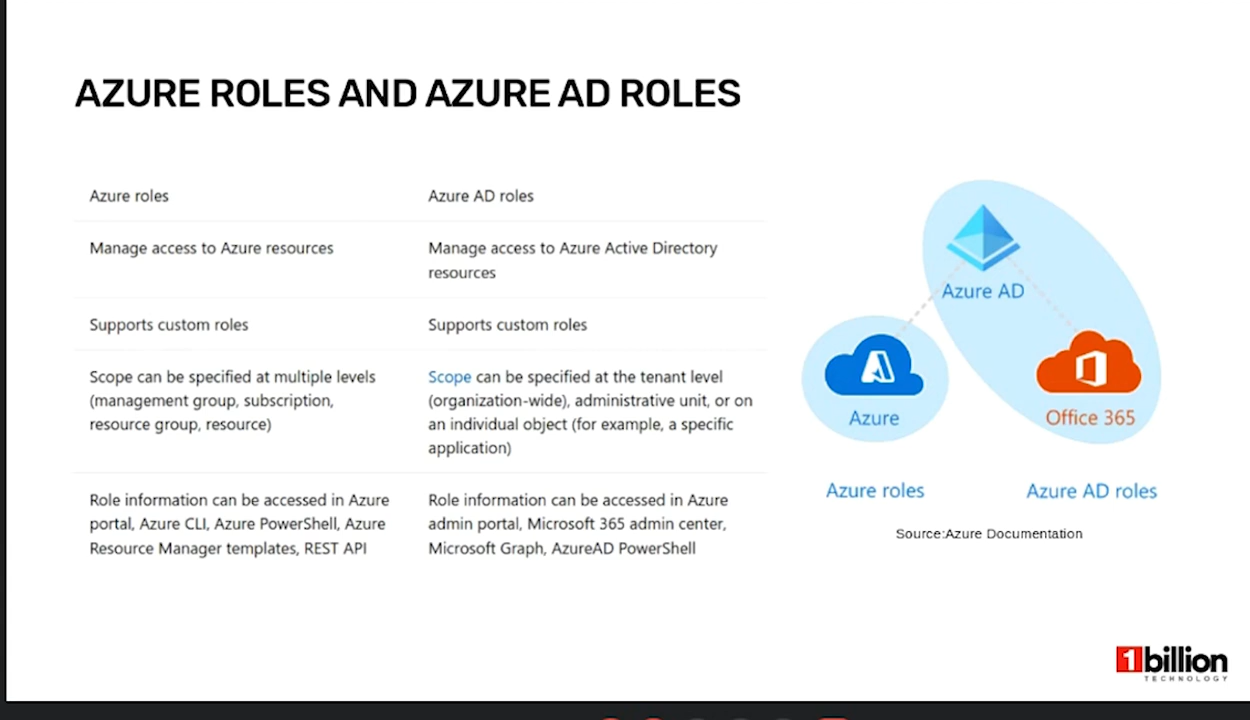 AZURE ROLES AND AZURE AD ROLES
Azure roles
Azure AD roles
Manage access to Azure resources
Manage access to Azure Active Directory
resources
Supports custom roles
Supports custom roles
Scope can be specified at multiple levels
(management group, subscription,
resource group, resource)
Scope can be specified at the tenant level
(organization-wide), administrative unit, or on
an individual object (for example, a specific
application)
Role information can be accessed in Azure
portal, Azure CLI, Azure PowerShell, Azure
Resource Manager templates, REST API
Role information can be accessed in Azure
admin portal, Microsoft 365 admin center,
Microsoft Graph, AzureAD PowerShell
Azure AD
Azure
Office 365
Azure roles
Azure AD roles
Source:Azure Documentation
1billion
TECHNOLOGY